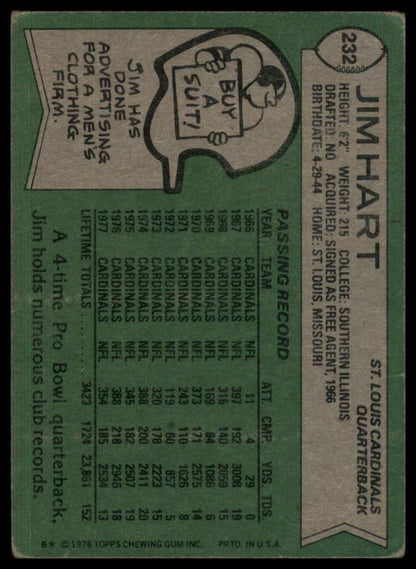 232
JIM HART
ST. LOUIS CARDINALS
QUARTERBACK
HEIGHT: 6'2" WEIGHT: 215 COLLEGE: SOUTHERN ILLINOIS
DRAFTED: NO ACQUIRED: SIGNED AS FREE AGENT, 1966
BIRTHDATE: 4-29-44 HOME: ST. LOUIS, MISSOURI
BUY
A
SUIT!
JIM HAS
DONE
ADVERTISING
FOR A MEN'S
CLOTHING
FIRM.
PASSING RECORD
YEAR TEAM ATT. CMP. YDS. TDS.
1966 CARDINALS NFL 11 4 29 0
1967 CARDINALS NFL 397 192 3008 19
1968 CARDINALS NFL 316 140 2059 15
1969 CARDINALS NFL 169 84 1086 6
1970 CARDINALS NFL 373 171 2575 14
1971 CARDINALS NFL 243 110 1626 8
1972 CARDINALS NFL 119 60 857 5
1973 CARDINALS NFL 320 178 2223 15
1974 CARDINALS NFL 388 200 2411 20
1975 CARDINALS NFL 345 182 2507 19
1976 CARDINALS NFL 388 218 2946 18
1977 CARDINALS NFL 354 185 2534 13
LIFETIME TOTALS 3423 1724 23,861 152
A 4-time Pro Bowl quarterback,
Jim holds numerous club records.
B* © 1978 TOPPS CHEWING GUM INC. PRTD. IN U.S.A.